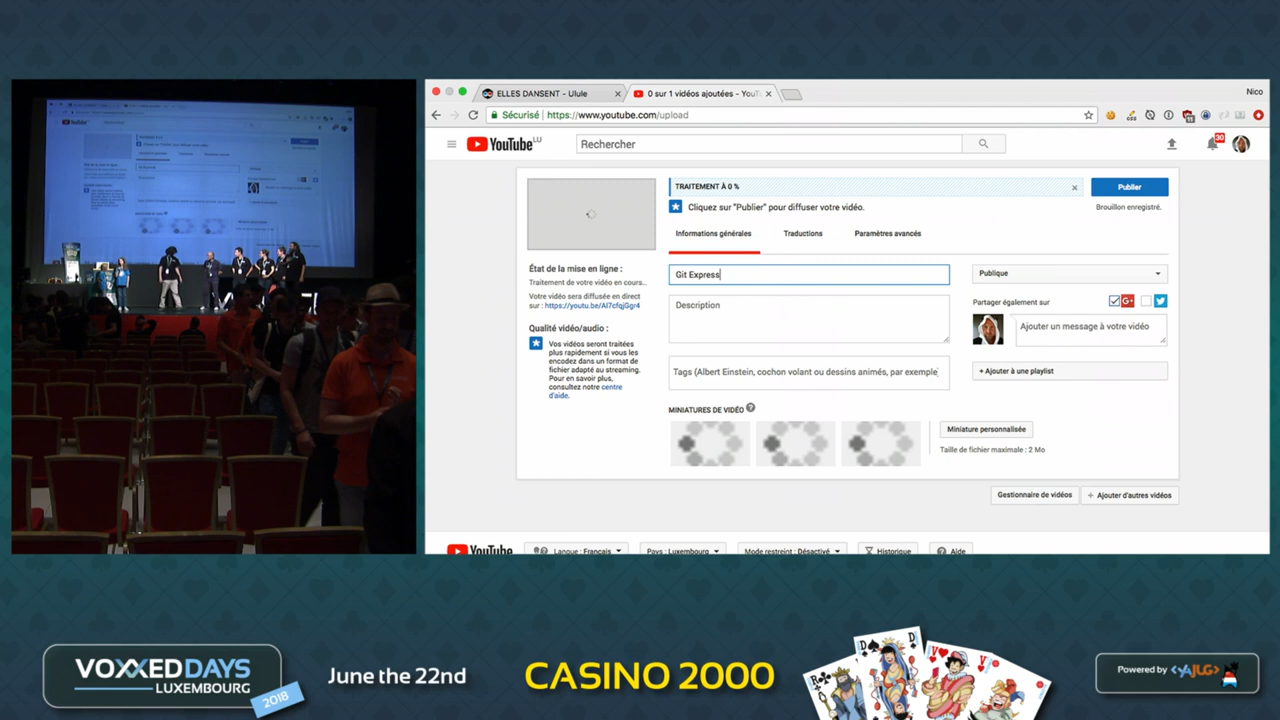 ELLES DANSENT - Ulule
0 sur 1 vidéos ajoutées - YouT
Nico
Sécurisé
https://www.youtube.com/upload
YouTube LU
Rechercher
30
TRAITEMENT À 0 %
Publier
Cliquez sur "Publier" pour diffuser votre vidéo.
Brouillon enregistré.
Informations générales
Traductions
Paramètres avancés
État de la mise en ligne :
Traitement de votre vidéo en cours...
Votre vidéo sera diffusée en direct
sur : https://youtu.be/Al7cfqjGgr4
Qualité vidéo/audio :
Vos vidéos seront traitées
plus rapidement si vous les
encodez dans un format de
fichier adapté au streaming.
Pour en savoir plus,
consultez notre centre
d'aide.
Git Express
Description
Tags (Albert Einstein, cochon volant ou dessins animés, par exemple
Publique
Partager également sur
G+
Ajouter un message à votre vidéo
+ Ajouter à une playlist
MINIATURES DE VIDÉO
Miniature personnalisée
Taille de fichier maximale : 2 Mo
Gestionnaire de vidéos
+ Ajouter d'autres vidéos
YouTube
Langue : Français
Pays : Luxembourg
Mode restreint : Désactivé
Historique
Aide
VOXXED DAYS
LUXEMBOURG
2018
June the 22nd
CASINO 2000
R
D
D
V
V
Powered by <YAJUG>